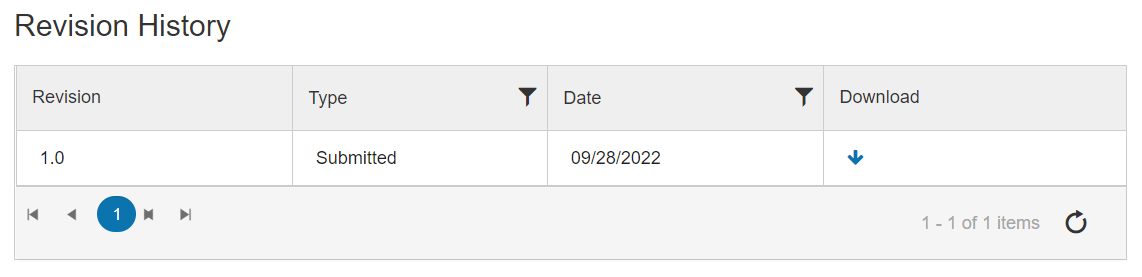 Revision History
Revision Type Date Download
1.0 Submitted 09/28/2022
1 1 - 1 of 1 items